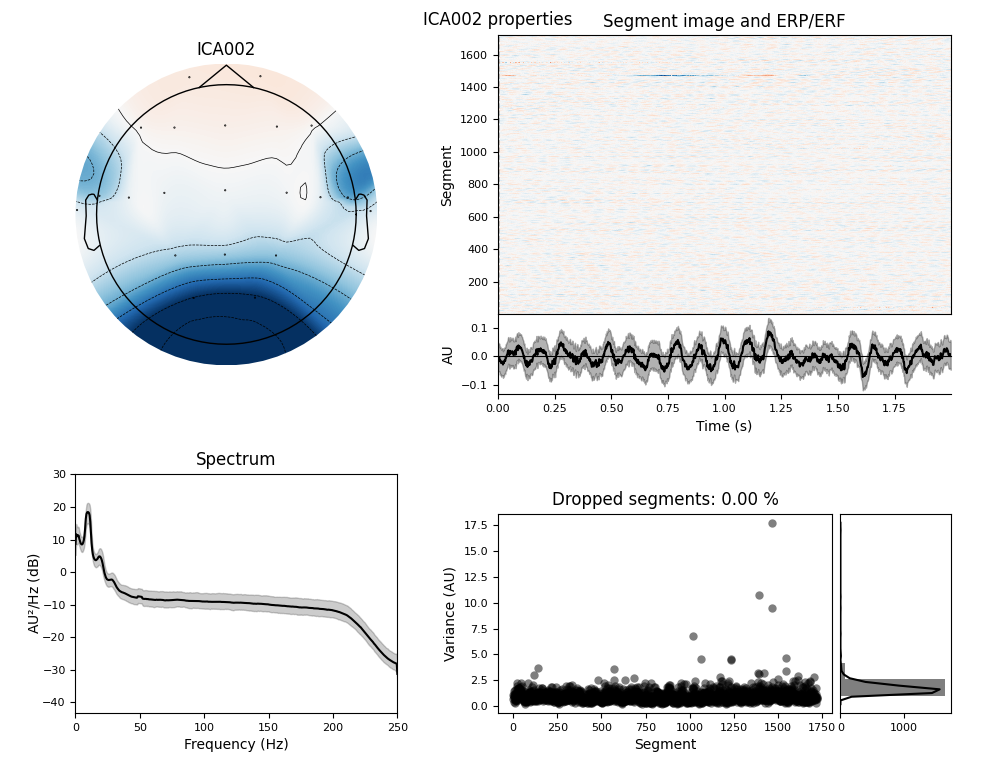 ICA002 properties
ICA002
Segment image and ERP/ERF
Segment
1600
1400
1200
1000
800
600
400
200
AU
0.1
0.0
−0.1
0.00 0.25 0.50 0.75 1.00 1.25 1.50 1.75
Time (s)
Spectrum
AU²/Hz (dB)
30
20
10
0
−10
−20
−30
−40
0 50 100 150 200 250
Frequency (Hz)
Dropped segments: 0.00 %
Variance (AU)
17.5
15.0
12.5
10.0
7.5
5.0
2.5
0.0
0 250 500 750 1000 1250 1500 1750
Segment
0 1000